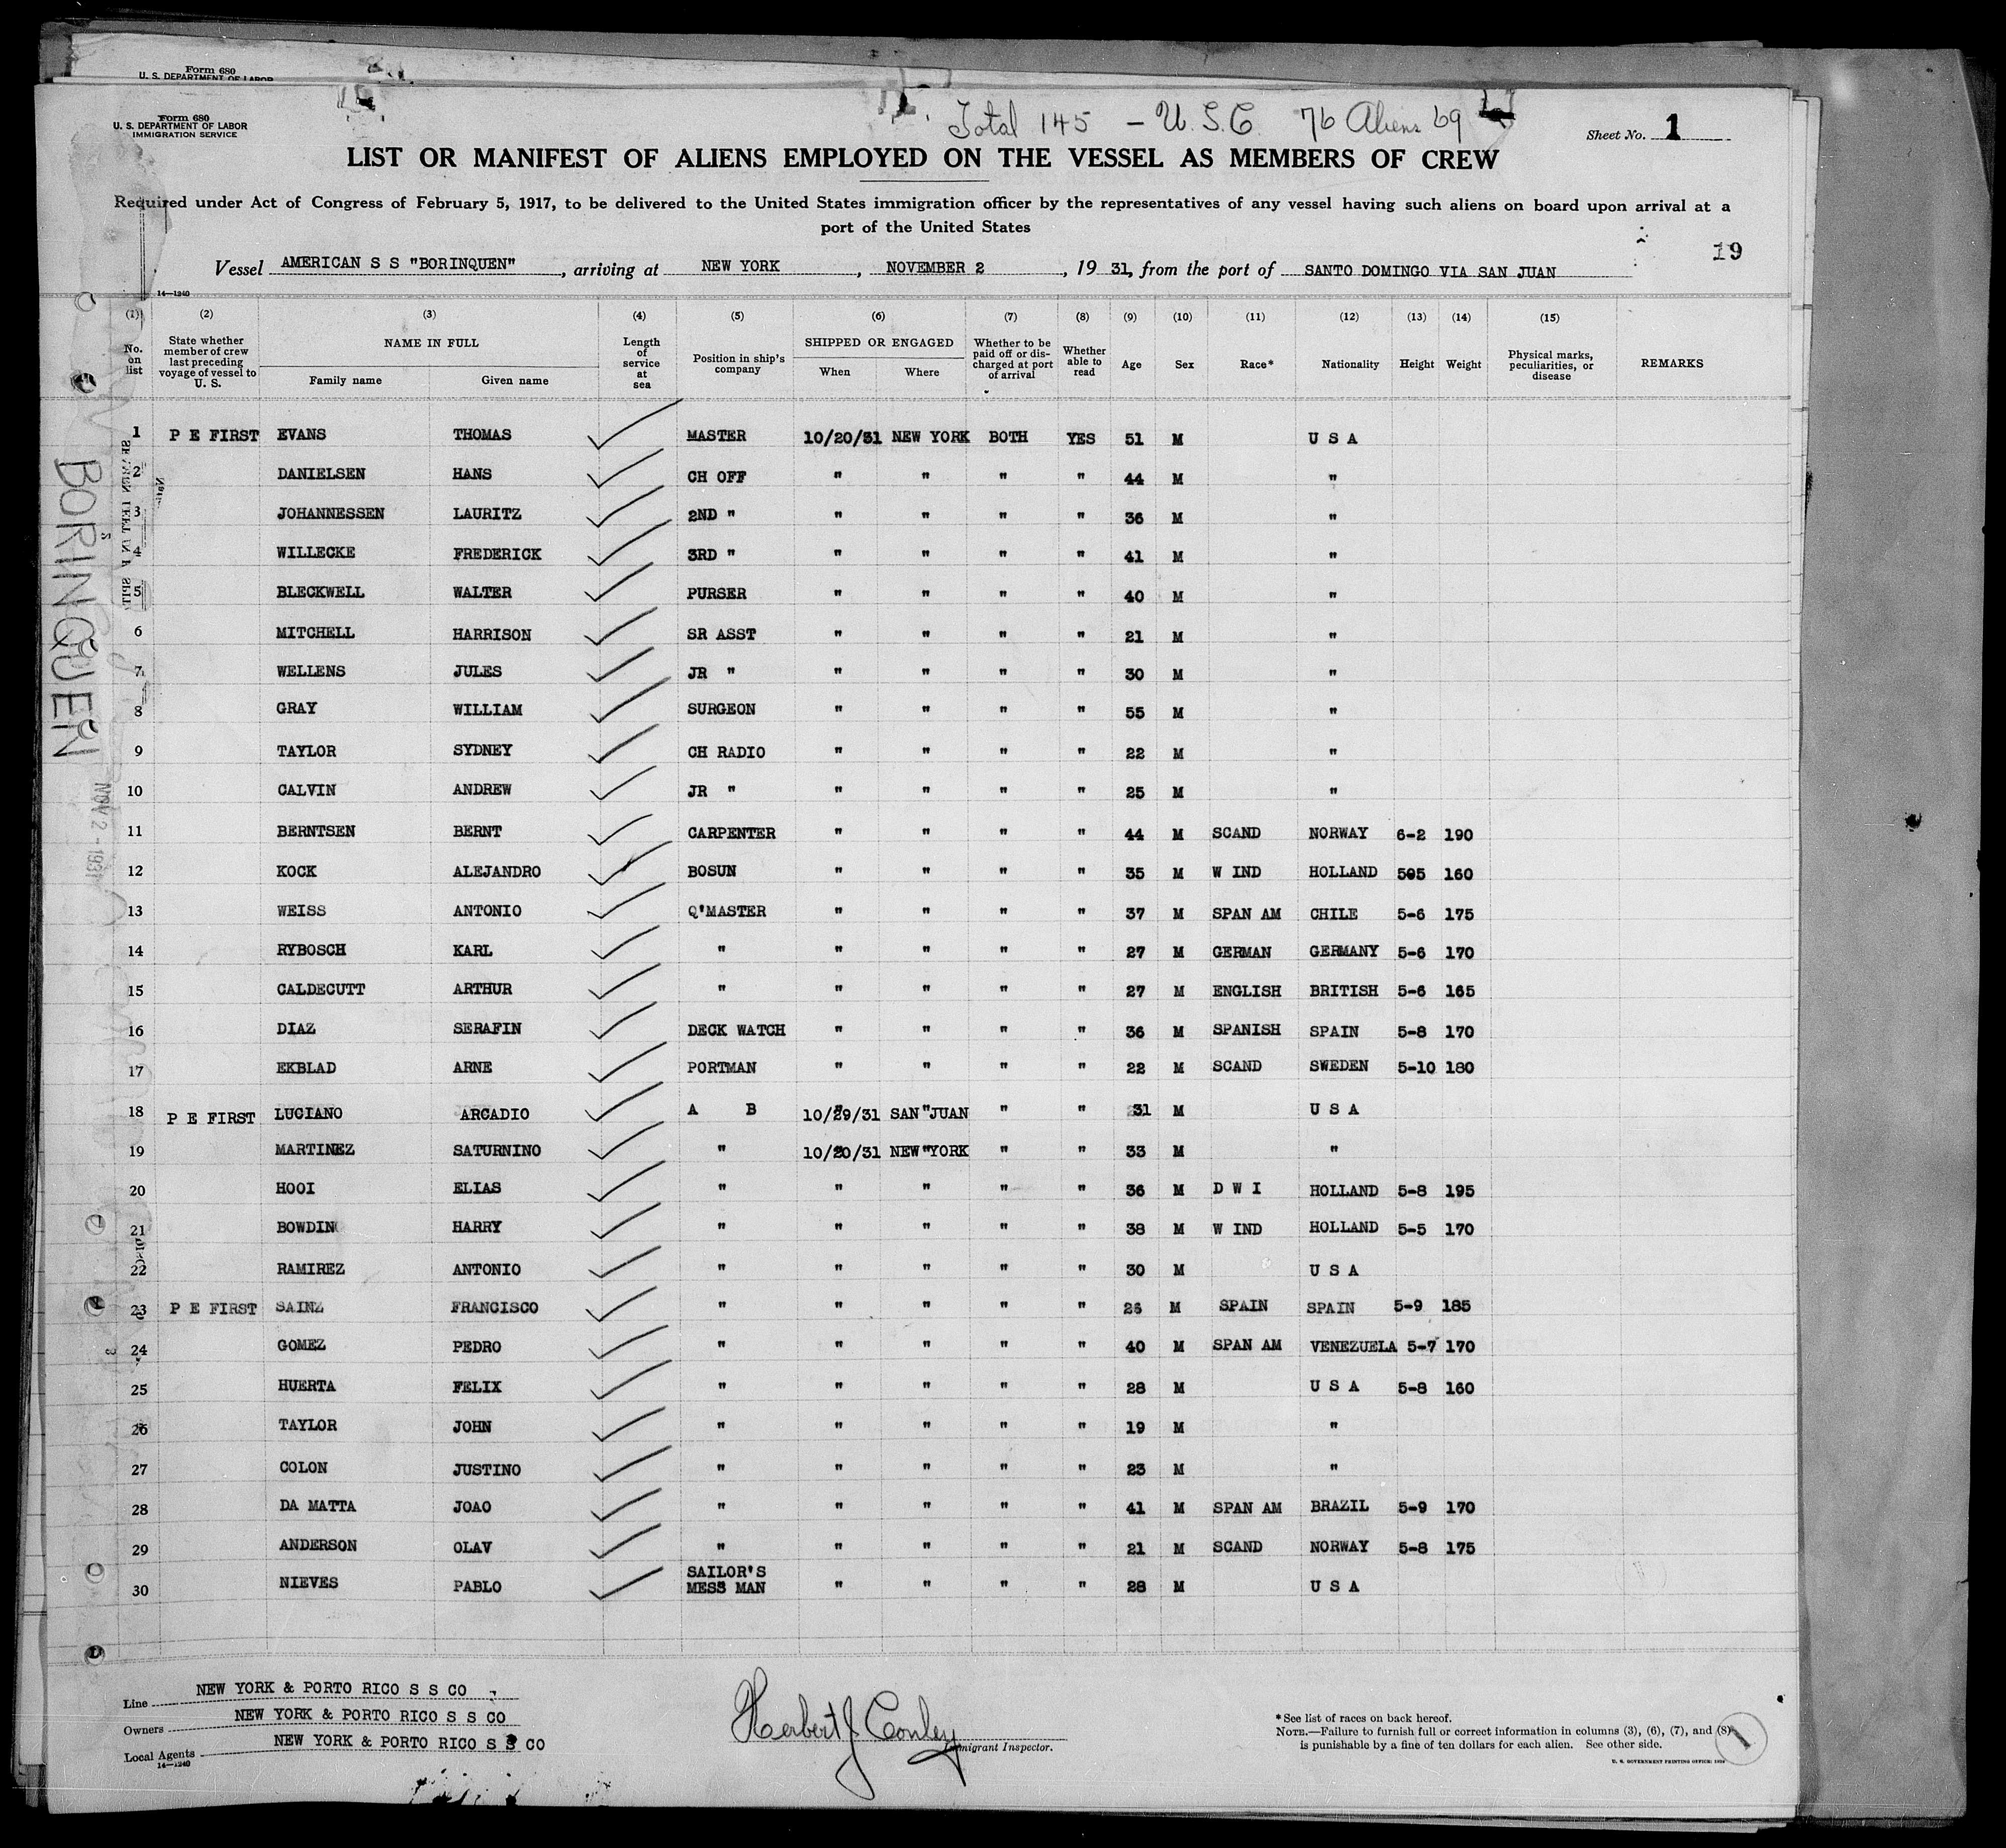 Form 680
U. S. DEPARTMENT OF LABOR
Form 680
U. S. DEPARTMENT OF LABOR
IMMIGRATION SERVICE
Total 145 — U.S.C. 76 Aliens 69
Sheet No. 1
LIST OR MANIFEST OF ALIENS EMPLOYED ON THE VESSEL AS MEMBERS OF CREW
Required under Act of Congress of February 5, 1917, to be delivered to the United States immigration officer by the representatives of any vessel having such aliens on board upon arrival at a
port of the United States
19
Vessel AMERICAN S S "BORINQUEN", arriving at NEW YORK, NOVEMBER 2, 1931, from the port of SANTO DOMINGO VIA SAN JUAN
14—1240
(1) (2) (3) (4) (5) (6) (7) (8) (9) (10) (11) (12) (13) (14) (15)
No. on list State whether member of crew last preceding voyage of vessel to U. S. NAME IN FULL Family name Given name Length of service at sea Position in ship's company SHIPPED OR ENGAGED When Where Whether to be paid off or discharged at port of arrival Whether able to read Age Sex Race* Nationality Height Weight Physical marks, peculiarities, or disease REMARKS
1 P E FIRST EVANS THOMAS MASTER 10/20/31 NEW YORK BOTH YES 51 M U S A
2 DANIELSEN HANS CH OFF " " " " 44 M "
3 JOHANNESSEN LAURITZ 2ND " " " " " 36 M "
4 WILLECKE FREDERICK 3RD " " " " " 41 M "
5 BLECKWELL WALTER PURSER " " " " 40 M "
6 MITCHELL HARRISON SR ASST " " " " 21 M "
7 WELLENS JULES JR " " " " " 30 M "
8 GRAY WILLIAM SURGEON " " " " 55 M "
9 TAYLOR SYDNEY CH RADIO " " " " 22 M "
10 CALVIN ANDREW JR " " " " " 25 M "
11 BERNTSEN BERNT CARPENTER " " " " 44 M SCAND NORWAY 6-2 190
12 KOCK ALEJANDRO BOSUN " " " " 35 M W IND HOLLAND 505 160
13 WEISS ANTONIO Q'MASTER " " " " 37 M SPAN AM CHILE 5-6 175
14 RYBOSCH KARL " " " " " 27 M GERMAN GERMANY 5-6 170
15 CALDECUTT ARTHUR " " " " " 27 M ENGLISH BRITISH 5-6 165
16 DIAZ SERAFIN DECK WATCH " " " " 36 M SPANISH SPAIN 5-8 170
17 EKBLAD ARNE PORTMAN " " " " 22 M SCAND SWEDEN 5-10 180
18 P E FIRST LUCIANO ARCADIO A B 10/29/31 SAN JUAN " " 31 M U S A
19 MARTINEZ SATURNINO " 10/20/31 NEW YORK " " 33 M "
20 HOOI ELIAS " " " " " 36 M D W I HOLLAND 5-8 195
21 BOWDIN HARRY " " " " " 38 M W IND HOLLAND 5-5 170
22 RAMIREZ ANTONIO " " " " " 30 M U S A
23 P E FIRST SAINZ FRANCISCO " " " " " 26 M SPAIN SPAIN 5-9 185
24 GOMEZ PEDRO " " " " " 40 M SPAN AM VENEZUELA 5-7 170
25 HUERTA FELIX " " " " " 28 M U S A 5-8 160
26 TAYLOR JOHN " " " " " 19 M "
27 COLON JUSTINO " " " " " 23 M "
28 DA MATTA JOAO " " " " " 41 M SPAN AM BRAZIL 5-9 170
29 ANDERSON OLAV " " " " " 21 M SCAND NORWAY 5-8 175
30 NIEVES PABLO SAILOR'S MESS MAN " " " " 28 M U S A
BORINQUEN
NOV 2 - 1931
Line NEW YORK & PORTO RICO S S CO
Owners NEW YORK & PORTO RICO S S CO
Local Agents NEW YORK & PORTO RICO S S CO
14—1240
Herbert J Conley
Immigrant Inspector.
*See list of races on back hereof.
NOTE.—Failure to furnish full or correct information in columns (3), (6), (7), and (8)
is punishable by a fine of ten dollars for each alien. See other side.
U. S. GOVERNMENT PRINTING OFFICE:
1